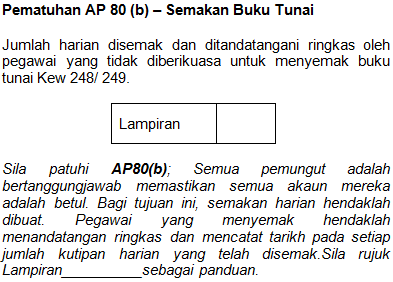 Pematuhan AP 80 (b) – Semakan Buku Tunai
Jumlah harian disemak dan ditandatangani ringkas oleh
pegawai yang tidak diberikuasa untuk menyemak buku
tunai Kew 248/ 249.
Lampiran
Sila patuhi AP80(b); Semua pemungut adalah
bertanggungjawab memastikan semua akaun mereka
adalah betul. Bagi tujuan ini, semakan harian hendaklah
dibuat. Pegawai yang menyemak hendaklah
menandatangan ringkas dan mencatat tarikh pada setiap
jumlah kutipan harian yang telah disemak.Sila rujuk
Lampiran__________sebagai panduan.